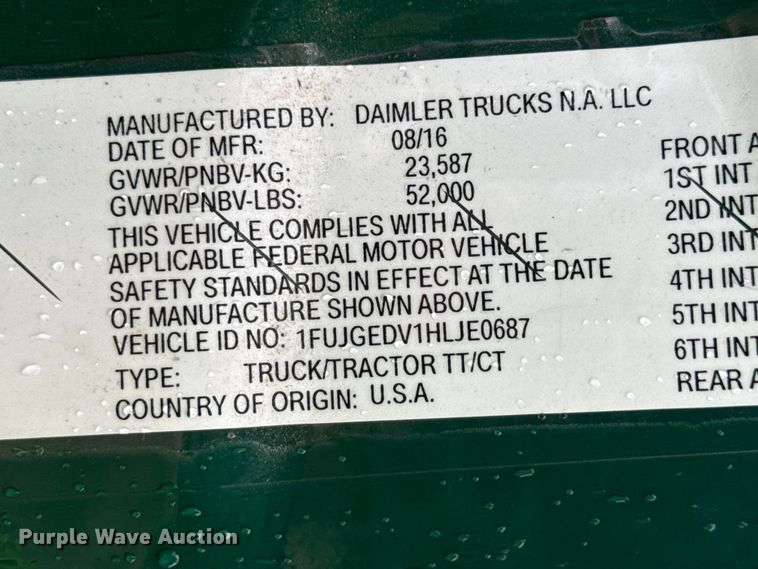 MANUFACTURED BY: DAIMLER TRUCKS N.A. LLC
DATE OF MFR: 08/16
GVWR/PNBV-KG: 23,587
GVWR/PNBV-LBS: 52,000
THIS VEHICLE COMPLIES WITH ALL
APPLICABLE FEDERAL MOTOR VEHICLE
SAFETY STANDARDS IN EFFECT AT THE DATE
OF MANUFACTURE SHOWN ABOVE.
VEHICLE ID NO: 1FUJGEDV1HLJE0687
TYPE: TRUCK/TRACTOR TT/CT
COUNTRY OF ORIGIN: U.S.A.
FRONT A
1ST INT
2ND INT
3RD INT
4TH INT
5TH INT
6TH INT
REAR A
Purple Wave Auction